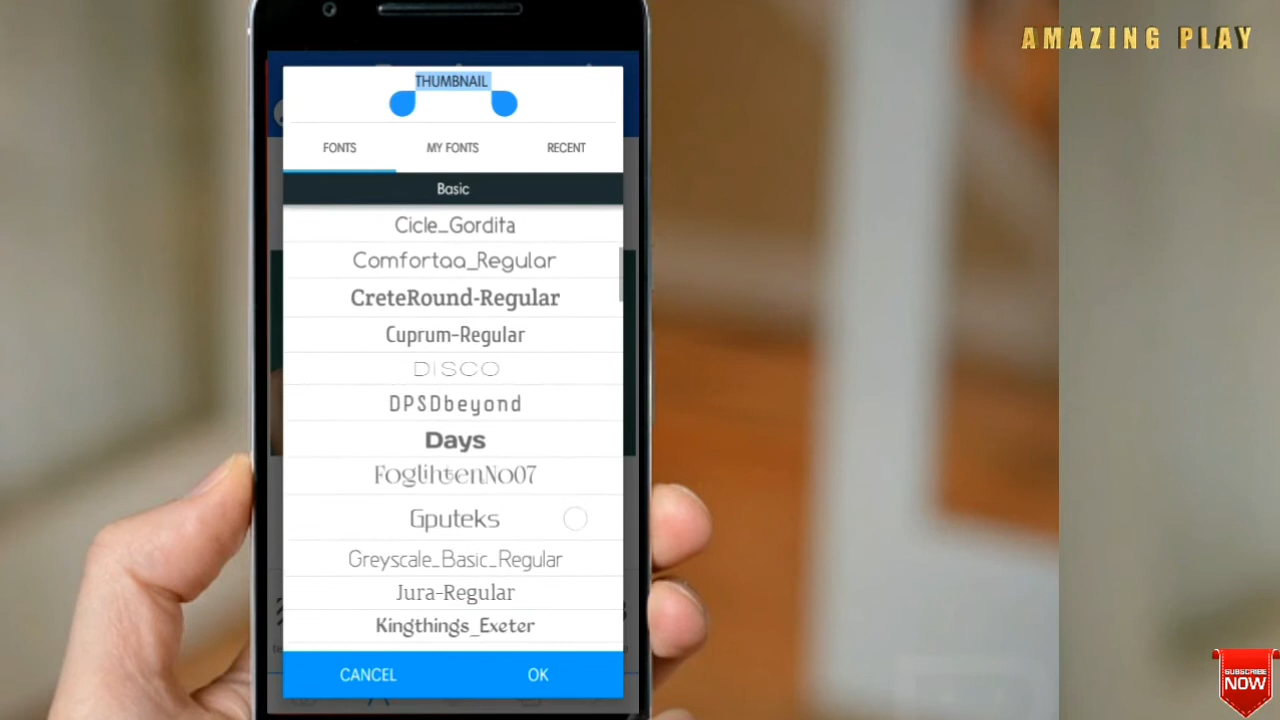 AMAZING PLAY
THUMBNAIL
FONTS MY FONTS RECENT
Basic
Cicle_Gordita
Comfortaa_Regular
CreteRound-Regular
Cuprum-Regular
DISCO
DPSDbeyond
Days
FoglihtenNo07
Gputeks
Greyscale_Basic_Regular
Jura-Regular
Kingthings_Exeter
CANCEL OK
SUBSCRIBE
NOW